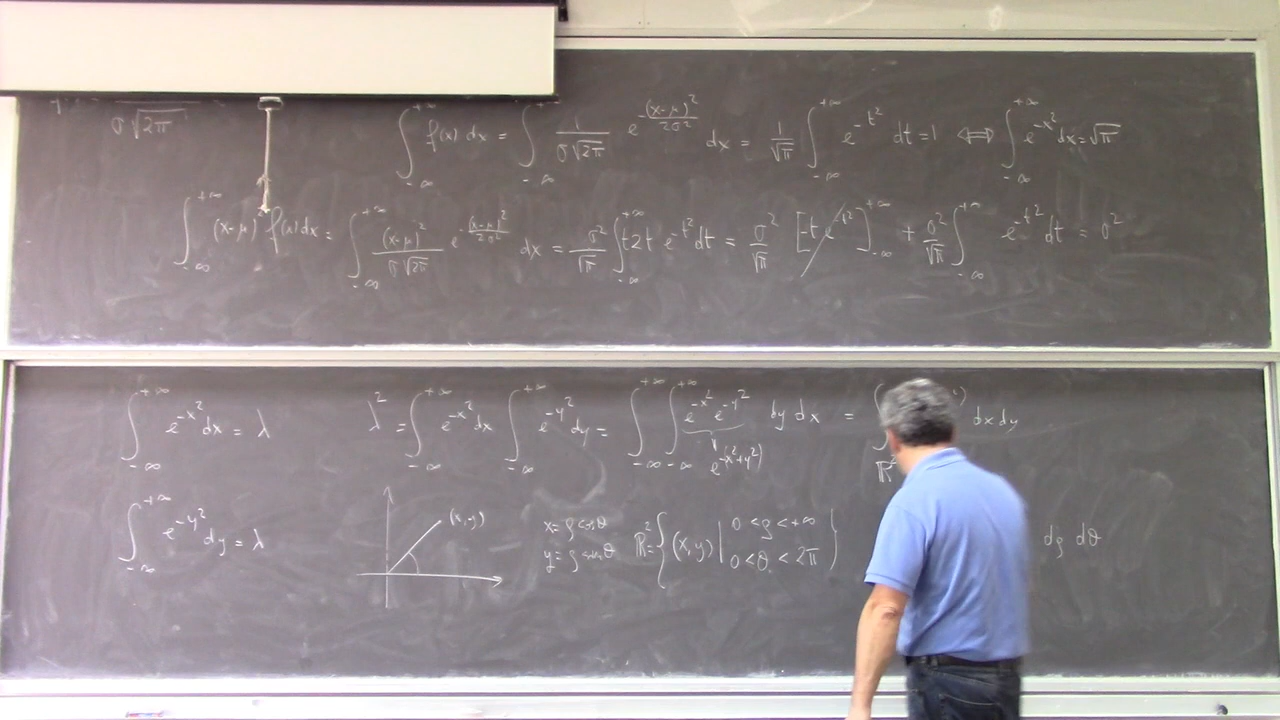 σ√2π
∫_{-∞}^{+∞} f(x) dx = ∫_{-∞}^{+∞} 1/(σ√2π) e^{-(x-μ)²/2σ²} dx = 1/√π ∫_{-∞}^{+∞} e^{-t²} dt = 1 ⟺ ∫_{-∞}^{+∞} e^{-x²} dx = √π
∫_{-∞}^{+∞} (x-μ)² f(x) dx = ∫_{-∞}^{+∞} (x-μ)²/(σ√2π) e^{-(x-μ)²/2σ²} dx = σ²/√π ∫_{-∞}^{+∞} t 2t e^{-t²} dt = σ²/√π [-t e^{-t²}]_{-∞}^{+∞} + σ²/√π ∫_{-∞}^{+∞} e^{-t²} dt = σ²
∫_{-∞}^{+∞} e^{-x²} dx = λ
λ² = ∫_{-∞}^{+∞} e^{-x²} dx ∫_{-∞}^{+∞} e^{-y²} dy = ∫_{-∞}^{+∞} ∫_{-∞}^{+∞} e^{-x²} e^{-y²} dy dx = dx dy
e^{-(x²+y²)}
ℝ²
∫_{-∞}^{+∞} e^{-y²} dy = λ
(x,y)
x = ρ cosθ
y = ρ sinθ
ℝ² = {(x,y) | 0 < ρ < +∞
0 < θ < 2π}
dρ dθ